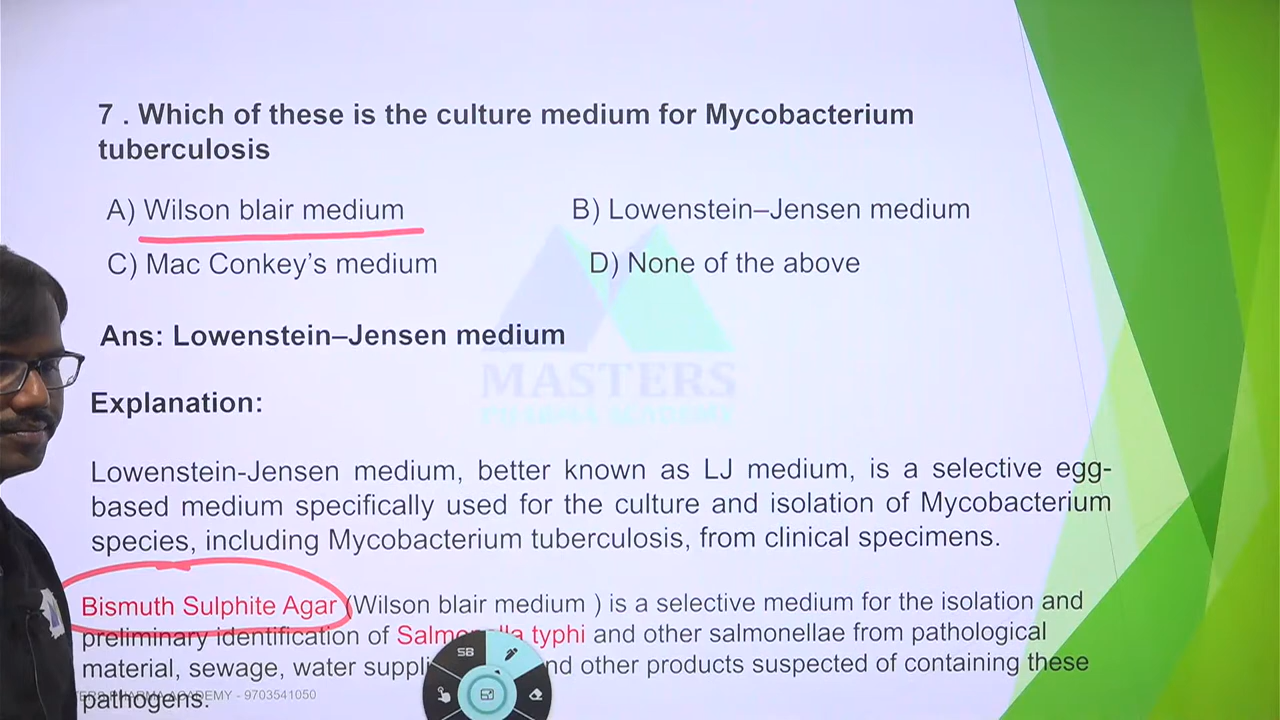 7 . Which of these is the culture medium for Mycobacterium
tuberculosis
A) Wilson blair medium B) Lowenstein–Jensen medium
C) Mac Conkey's medium D) None of the above
Ans: Lowenstein–Jensen medium
MASTERS
PHARMA ACADEMY
Explanation:
Lowenstein-Jensen medium, better known as LJ medium, is a selective egg-
based medium specifically used for the culture and isolation of Mycobacterium
species, including Mycobacterium tuberculosis, from clinical specimens.
Bismuth Sulphite Agar (Wilson blair medium ) is a selective medium for the isolation and
preliminary identification of typhi and other salmonellae from pathological
material, sewage, water other products suspected of containing these
PHARMA ACADEMY - 9703541050
pathogens.
SB